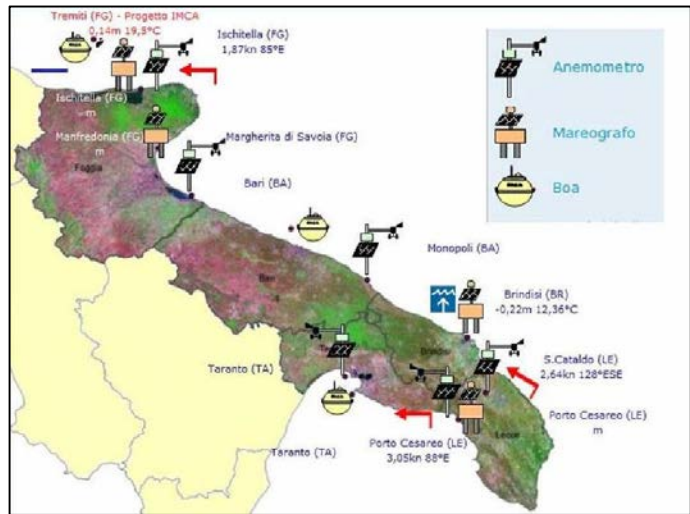 Tremiti (FG) - Progetto IMCA
0,14m 19,5°C
Ischitella (FG)
1,87kn 85°E
Anemometro
Mareografo
Boa
Ischitella (FG)
m
Manfredonia (FG)
m
Foggia
Margherita di Savoia (FG)
Bari (BA)
Bari
Monopoli (BA)
Brindisi (BR)
-0,22m 12,36°C
Brindisi
Taranto (TA)
S.Cataldo (LE)
2,64kn 128°ESE
Porto Cesareo (LE)
m
Lecce
Porto Cesareo (LE)
3,05kn 88°E
Taranto (TA)